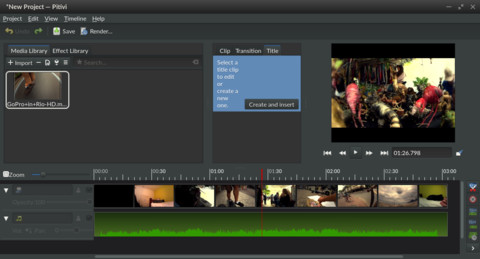 *New Project — Pitivi
Project Edit View Timeline Help
Undo Save Render...
Media Library Effect Library
Clip Transition Title
Import
Search...
Select a
title clip
to edit
or
create a
new
one.
Create and insert
GoPro+in+Rio-HD.m...
01:26.798
Zoom
00:00 00:30 01:00 01:30 02:00 02:30 03:00